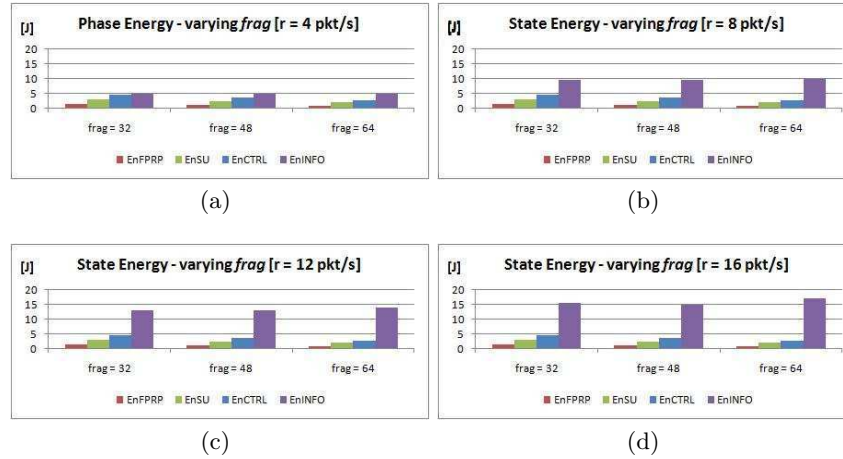 [J] Phase Energy - varying frag [r = 4 pkt/s]
20
15
10
5
0
frag = 32 frag = 48 frag = 64
EnFPRP EnSU EnCTRL EnINFO
(a)
[J] State Energy - varying frag [r = 8 pkt/s]
20
15
10
5
0
frag = 32 frag = 48 frag = 64
EnFPRP EnSU EnCTRL EnINFO
(b)
[J] State Energy - varying frag [r = 12 pkt/s]
20
15
10
5
0
frag = 32 frag = 48 frag = 64
EnFPRP EnSU EnCTRL EnINFO
(c)
[J] State Energy - varying frag [r = 16 pkt/s]
20
15
10
5
0
frag = 32 frag = 48 frag = 64
EnFPRP EnSU EnCTRL EnINFO
(d)